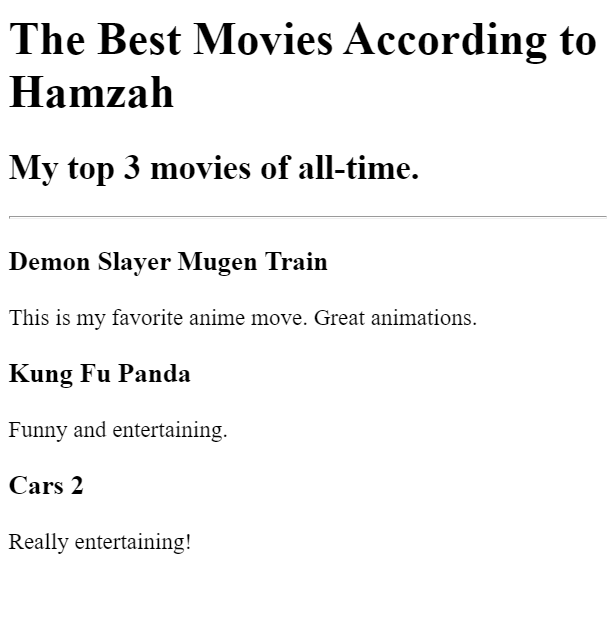 The Best Movies According to
Hamzah
My top 3 movies of all-time.
Demon Slayer Mugen Train
This is my favorite anime move. Great animations.
Kung Fu Panda
Funny and entertaining.
Cars 2
Really entertaining!